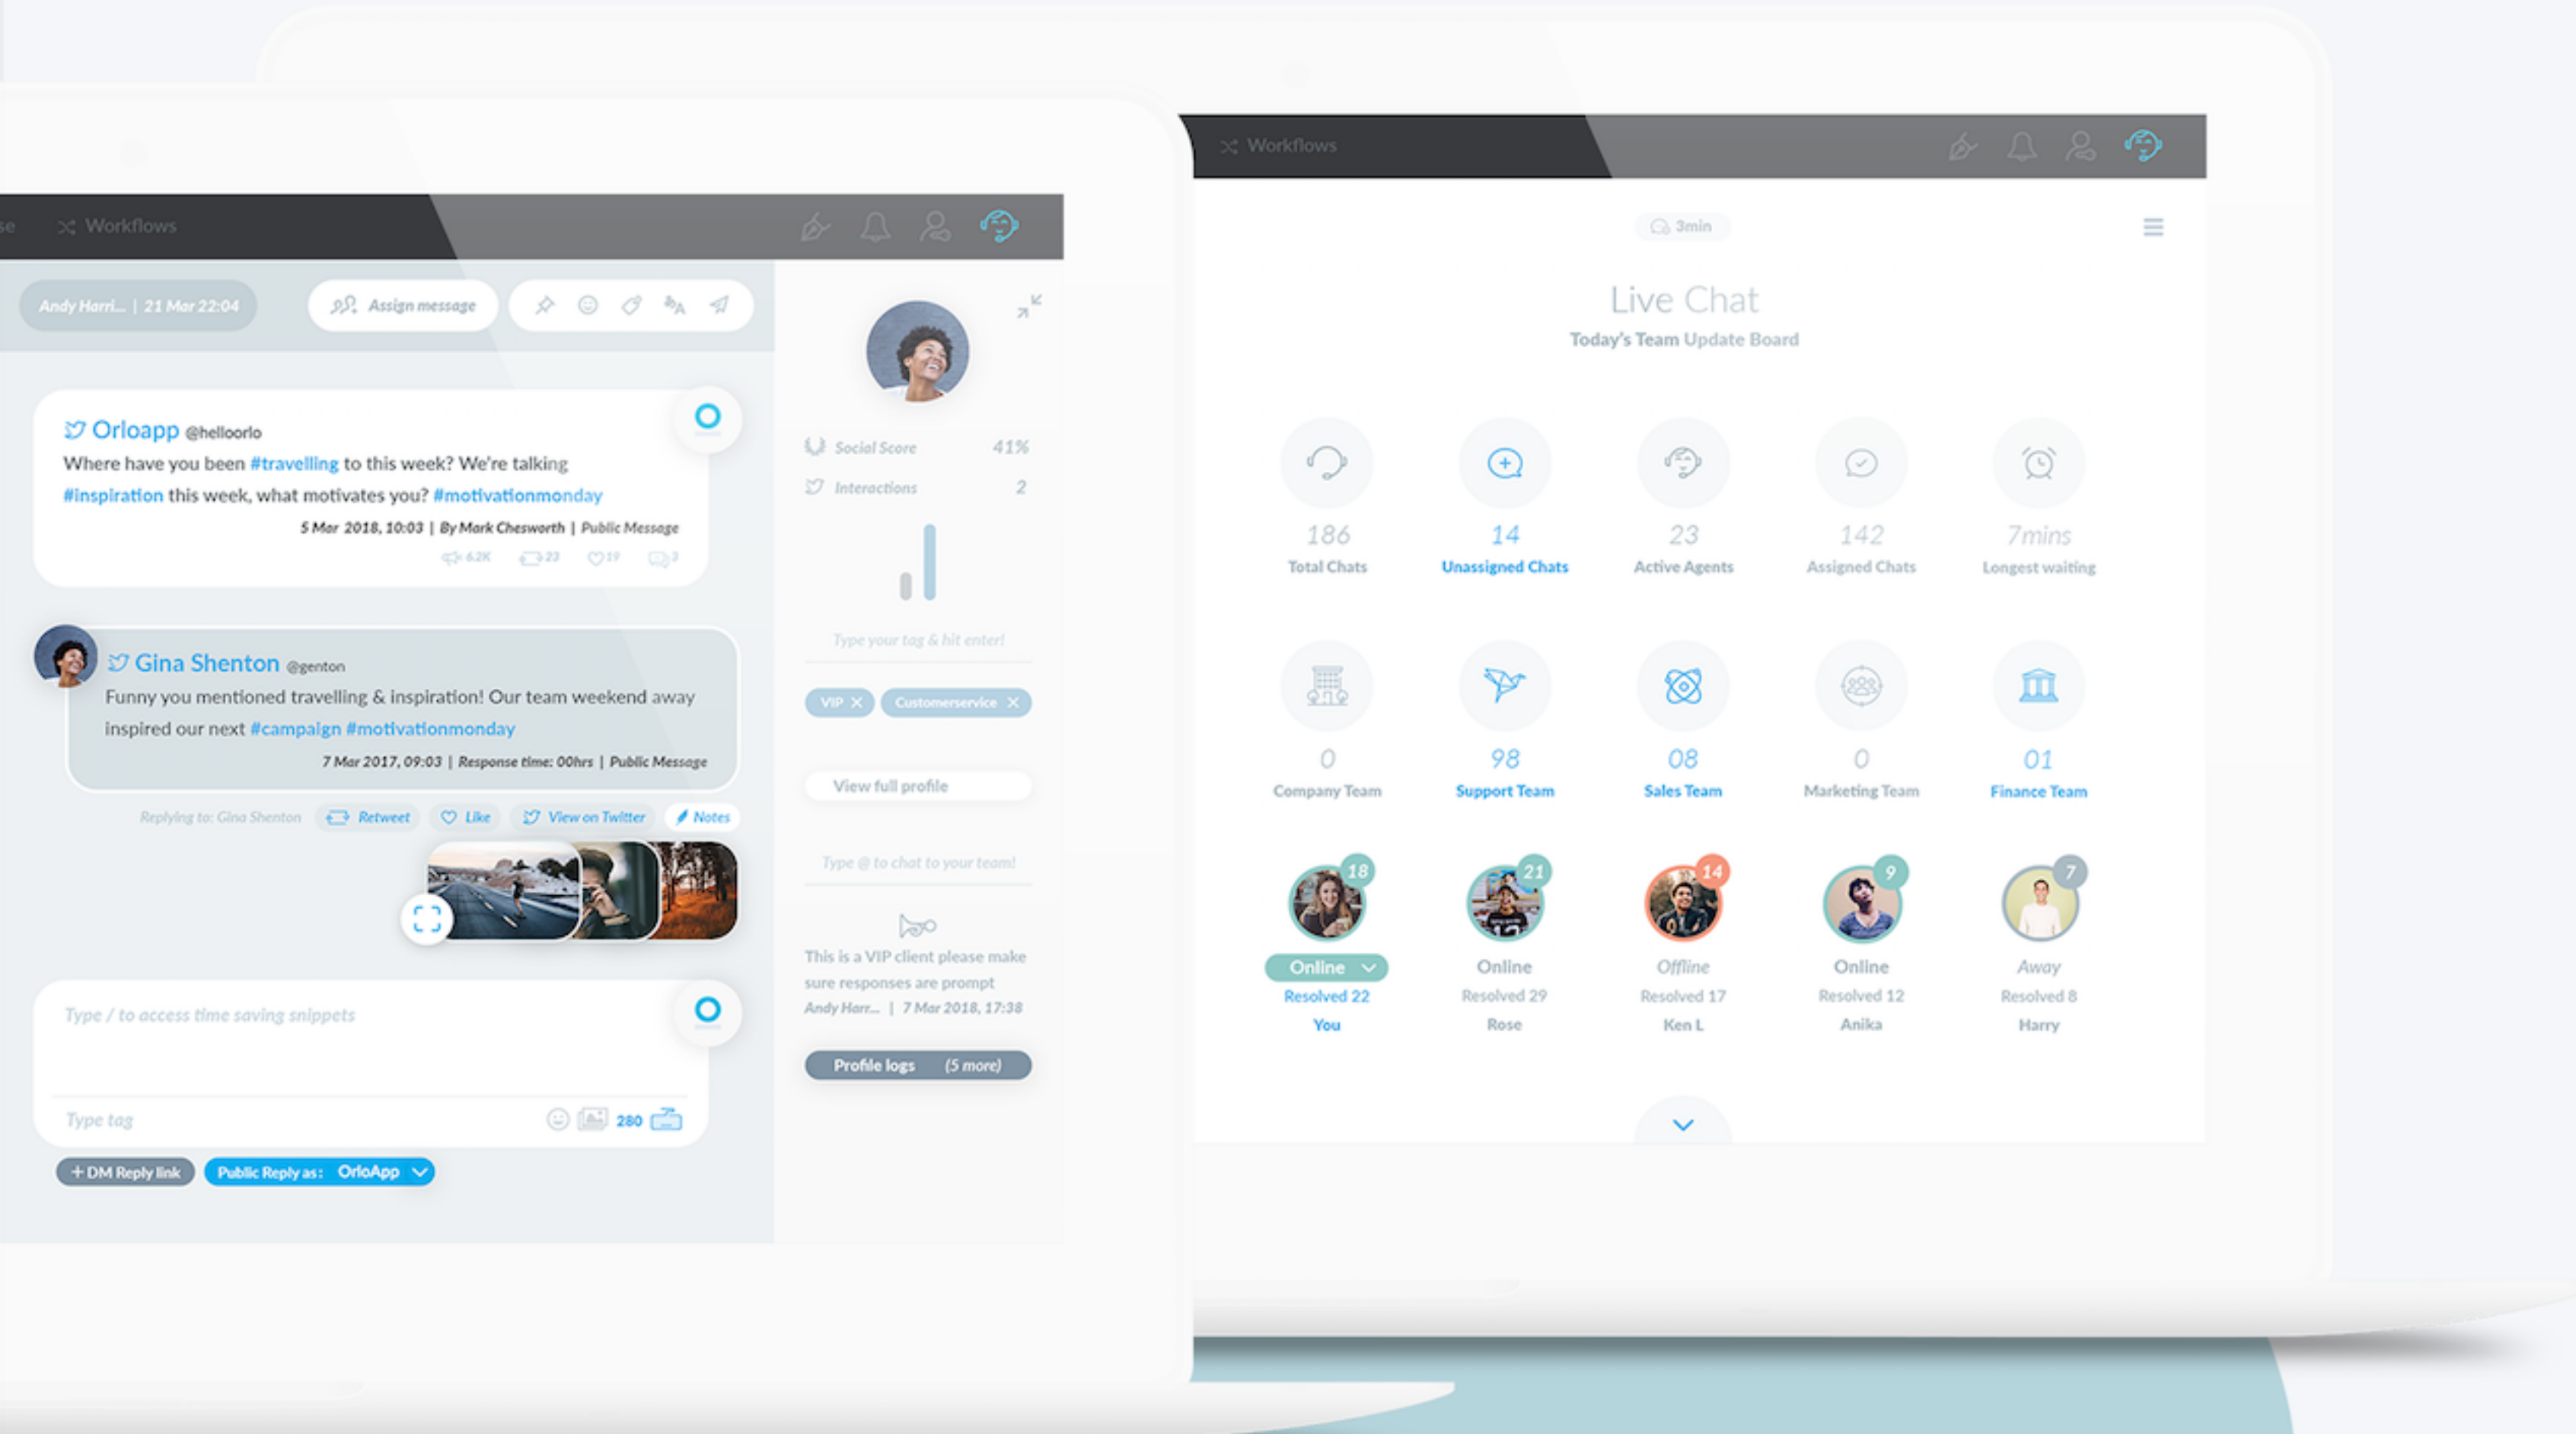 se
Workflows
Andy Harri... | 21 Mar 22:04
Assign message
Orloapp @helloorlo
Where have you been #travelling to this week? We're talking
#inspiration this week, what motivates you? #motivationmonday
5 Mar 2018, 10:03 | By Mark Chesworth | Public Message
6.2K 23 19 3
Gina Shenton @genton
Funny you mentioned travelling & inspiration! Our team weekend away
inspired our next #campaign #motivationmonday
7 Mar 2017, 09:03 | Response time: 00hrs | Public Message
Replying to: Gina Shenton Retweet Like View on Twitter Notes
Type / to access time saving snippets
Type tag 280
+ DM Reply link Public Reply as: OrloApp
Social Score 41%
Interactions 2
Type your tag & hit enter!
VIP X Customerservice X
View full profile
Type @ to chat to your team!
This is a VIP client please make
sure responses are prompt
Andy Harr... | 7 Mar 2018, 17:38
Profile logs (5 more)
Workflows
3min
Live Chat
Today's Team Update Board
186 14 23 142 7mins
Total Chats Unassigned Chats Active Agents Assigned Chats Longest waiting
0 98 08 0 01
Company Team Support Team Sales Team Marketing Team Finance Team
18 21 14 9 7
Online Online Offline Online Away
Resolved 22 Resolved 29 Resolved 17 Resolved 12 Resolved 8
You Rose Ken L Anika Harry